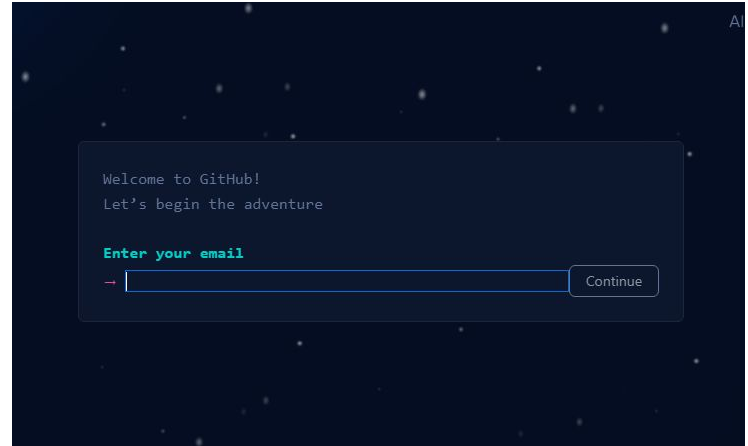 Welcome to GitHub!
Let’s begin the adventure
Enter your email
→ Continue